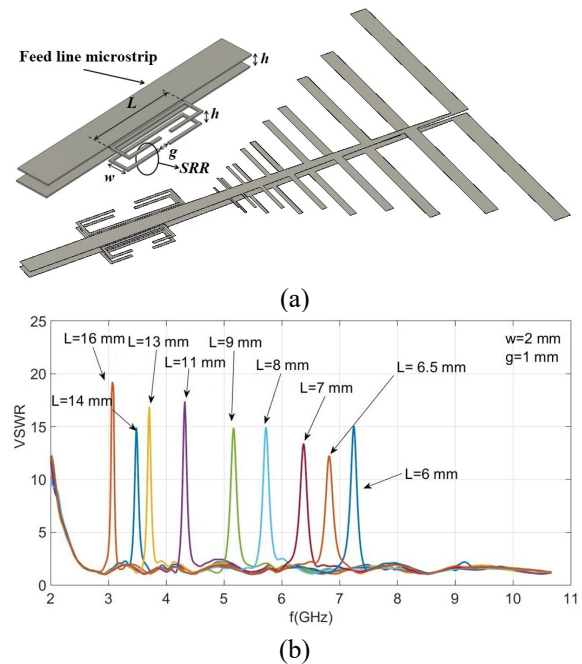 Feed line microstrip
h
L
h
g
w
SRR
(a)
25
20
15
10
5
0
VSWR
L=16 mm
L=13 mm
L=9 mm
w=2 mm
g=1 mm
L=11 mm
L=8 mm
L= 6.5 mm
L=14mm
L=7 mm
L=6 mm
2 3 4 5 6 7 8 9 10 11
f(GHz)
(b)